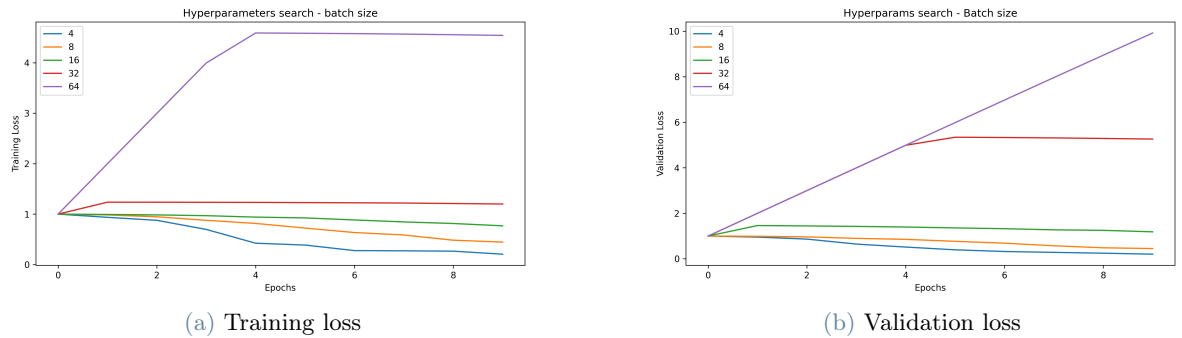 Hyperparameters search - batch size
4
8
16
32
64
Training Loss
4
3
2
1
0
0 2 4 6 8
Epochs
(a) Training loss
Hyperparams search - Batch size
4
8
16
32
64
Validation Loss
10
8
6
4
2
0
0 2 4 6 8
Epochs
(b) Validation loss